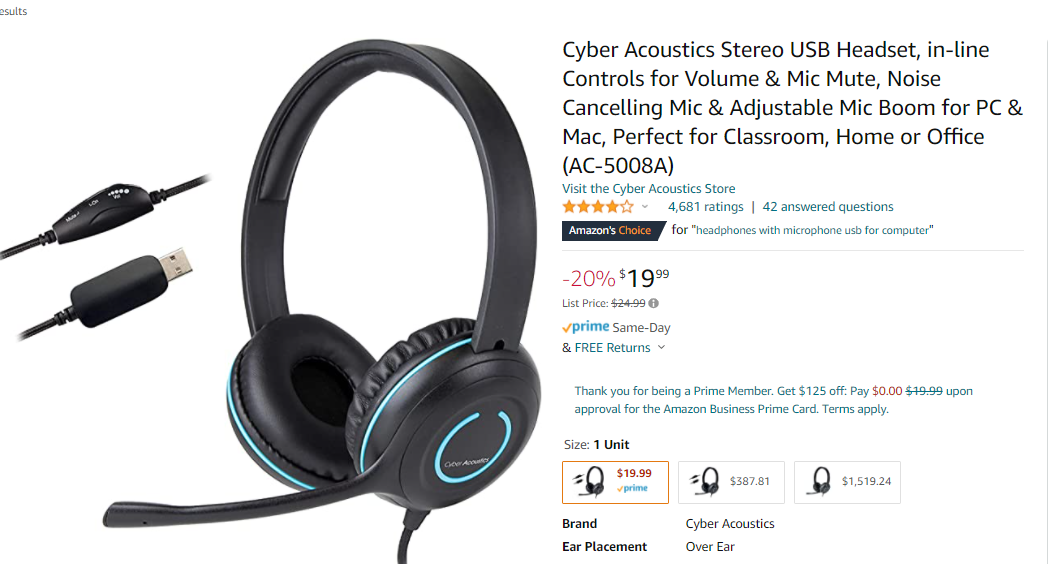 esults
Cyber Acoustics Stereo USB Headset, in-line
Controls for Volume & Mic Mute, Noise
Cancelling Mic & Adjustable Mic Boom for PC &
Mac, Perfect for Classroom, Home or Office
(AC-5008A)
Visit the Cyber Acoustics Store
4,681 ratings | 42 answered questions
Amazon's Choice for "headphones with microphone usb for computer"
-20% $19 99
List Price: $24.99
prime Same-Day
& FREE Returns
Thank you for being a Prime Member. Get $125 off: Pay $0.00 $19.99 upon
approval for the Amazon Business Prime Card. Terms apply.
Size: 1 Unit
$19.99
prime
$387.81
$1,519.24
Brand Cyber Acoustics
Ear Placement Over Ear
Mute
Vol
Cyber Acoustics